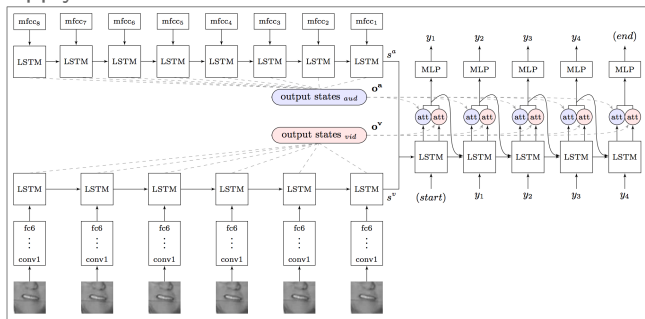 mfcc8 mfcc7 mfcc6 mfcc5 mfcc4 mfcc3 mfcc2 mfcc1
LSTM LSTM LSTM LSTM LSTM LSTM LSTM LSTM
s^a
y1 y2 y3 y4 (end)
MLP MLP MLP MLP MLP
output states aud
o^a
output states vid
o^v
att att att att att att att att att att
LSTM LSTM LSTM LSTM LSTM
(start) y1 y2 y3 y4
LSTM LSTM LSTM LSTM LSTM LSTM
s^v
fc6 fc6 fc6 fc6 fc6 fc6
⋮ ⋮ ⋮ ⋮ ⋮ ⋮
conv1 conv1 conv1 conv1 conv1 conv1